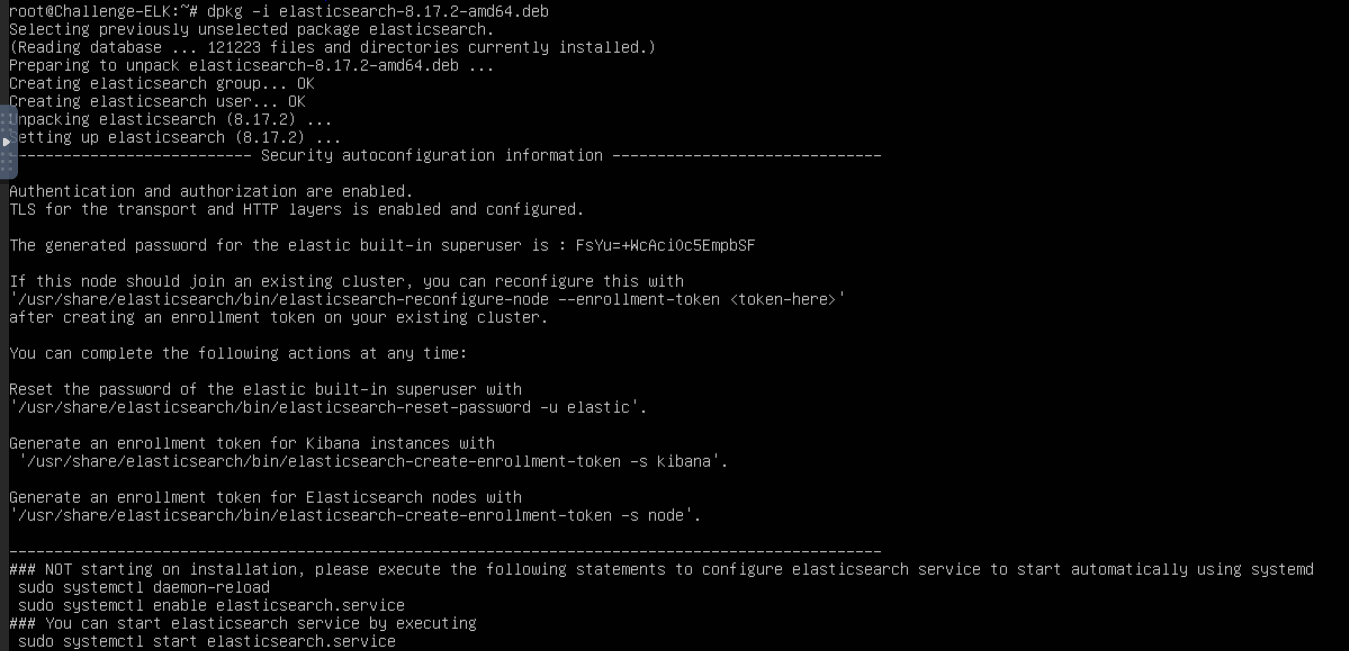 root@Challenge-ELK:~# dpkg -i elasticsearch-8.17.2-amd64.deb
Selecting previously unselected package elasticsearch.
(Reading database ... 121223 files and directories currently installed.)
Preparing to unpack elasticsearch-8.17.2-amd64.deb ...
Creating elasticsearch group... OK
Creating elasticsearch user... OK
Unpacking elasticsearch (8.17.2) ...
Setting up elasticsearch (8.17.2) ...
--------------------------- Security autoconfiguration information ------------------------------
Authentication and authorization are enabled.
TLS for the transport and HTTP layers is enabled and configured.
The generated password for the elastic built-in superuser is : FsYu=+WcAciOc5EmpbSF
If this node should join an existing cluster, you can reconfigure this with
'/usr/share/elasticsearch/bin/elasticsearch-reconfigure-node --enrollment-token <token-here>'
after creating an enrollment token on your existing cluster.
You can complete the following actions at any time:
Reset the password of the elastic built-in superuser with
'/usr/share/elasticsearch/bin/elasticsearch-reset-password -u elastic'.
Generate an enrollment token for Kibana instances with
 '/usr/share/elasticsearch/bin/elasticsearch-create-enrollment-token -s kibana'.
Generate an enrollment token for Elasticsearch nodes with
'/usr/share/elasticsearch/bin/elasticsearch-create-enrollment-token -s node'.
-------------------------------------------------------------------------------------------------
### NOT starting on installation, please execute the following statements to configure elasticsearch service to start automatically using systemd
 sudo systemctl daemon-reload
 sudo systemctl enable elasticsearch.service
### You can start elasticsearch service by executing
 sudo systemctl start elasticsearch.service